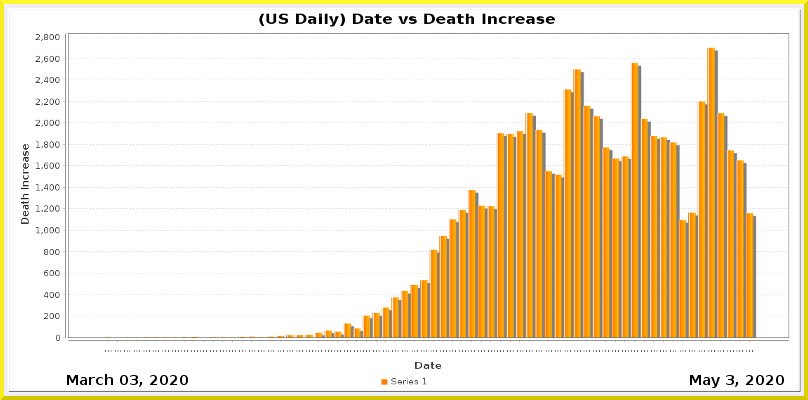 (US Daily) Date vs Death Increase
2,800
2,600
2,400
2,200
2,000
1,800
1,600
1,400
1,200
1,000
800
600
400
200
0
Death Increase
Date
March 03, 2020
Series 1
May 3, 2020